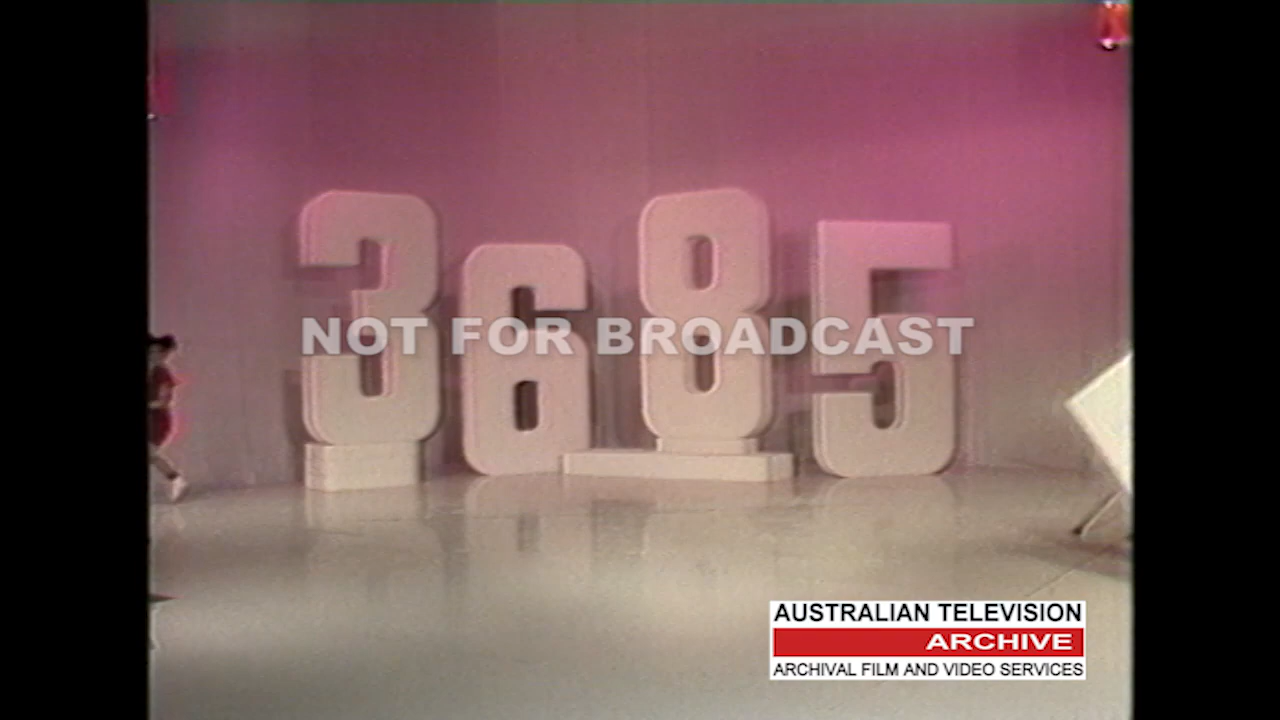 3685
NOT FOR BROADCAST
AUSTRALIAN TELEVISION
ARCHIVE
ARCHIVAL FILM AND VIDEO SERVICES